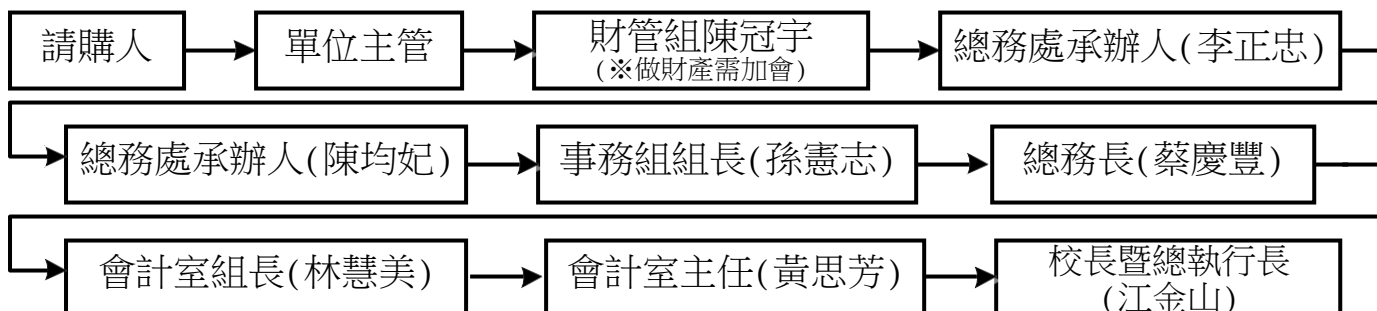 請購人
單位主管
財管組陳冠宇
(※做財產需加會)
總務處承辦人(李正忠)
總務處承辦人(陳均妃)
事務組組長(孫憲志)
總務長(蔡慶豐)
會計室組長(林慧美)
會計室主任(黃思芳)
校長暨總執行長
(江金山)